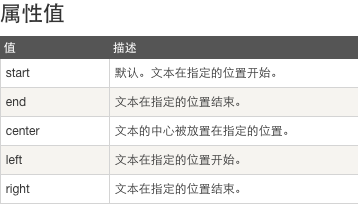 属性值
值 描述
start 默认。文本在指定的位置开始。
end 文本在指定的位置结束。
center 文本的中心被放置在指定的位置。
left 文本在指定的位置开始。
right 文本在指定的位置结束。